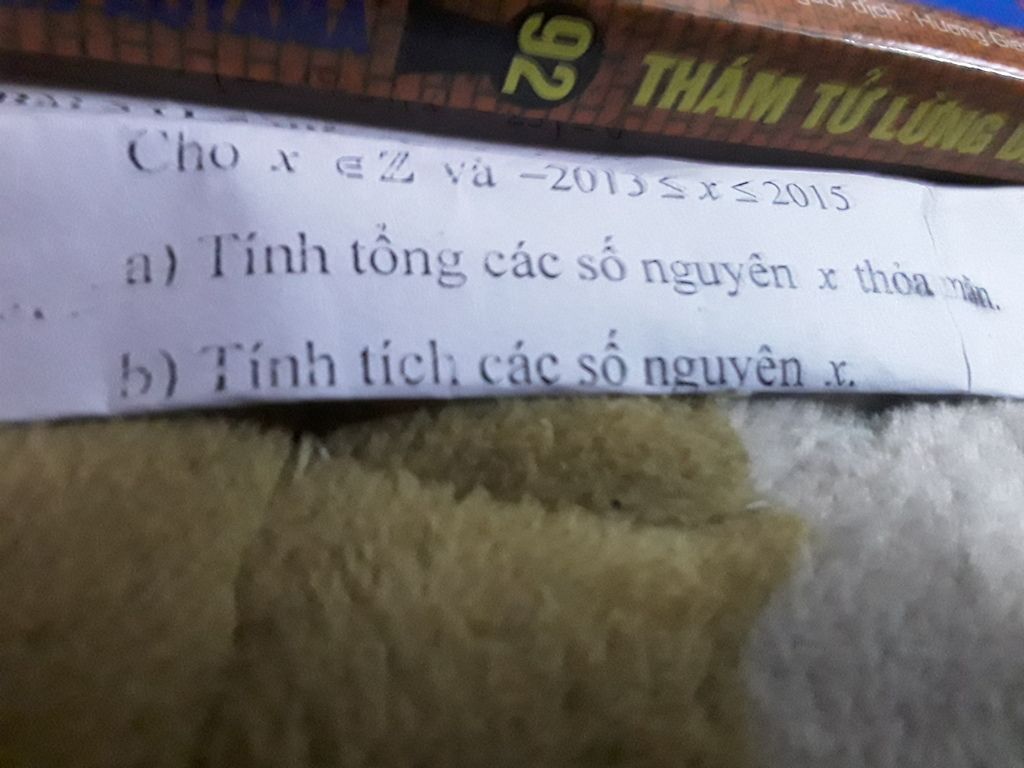 92
THÁM TỬ LỪNG
Cho x ∈ ℤ và −2013 ≤ x ≤ 2015
a) Tính tổng các số nguyên x thỏa mãn.
b) Tính tích các số nguyên x.